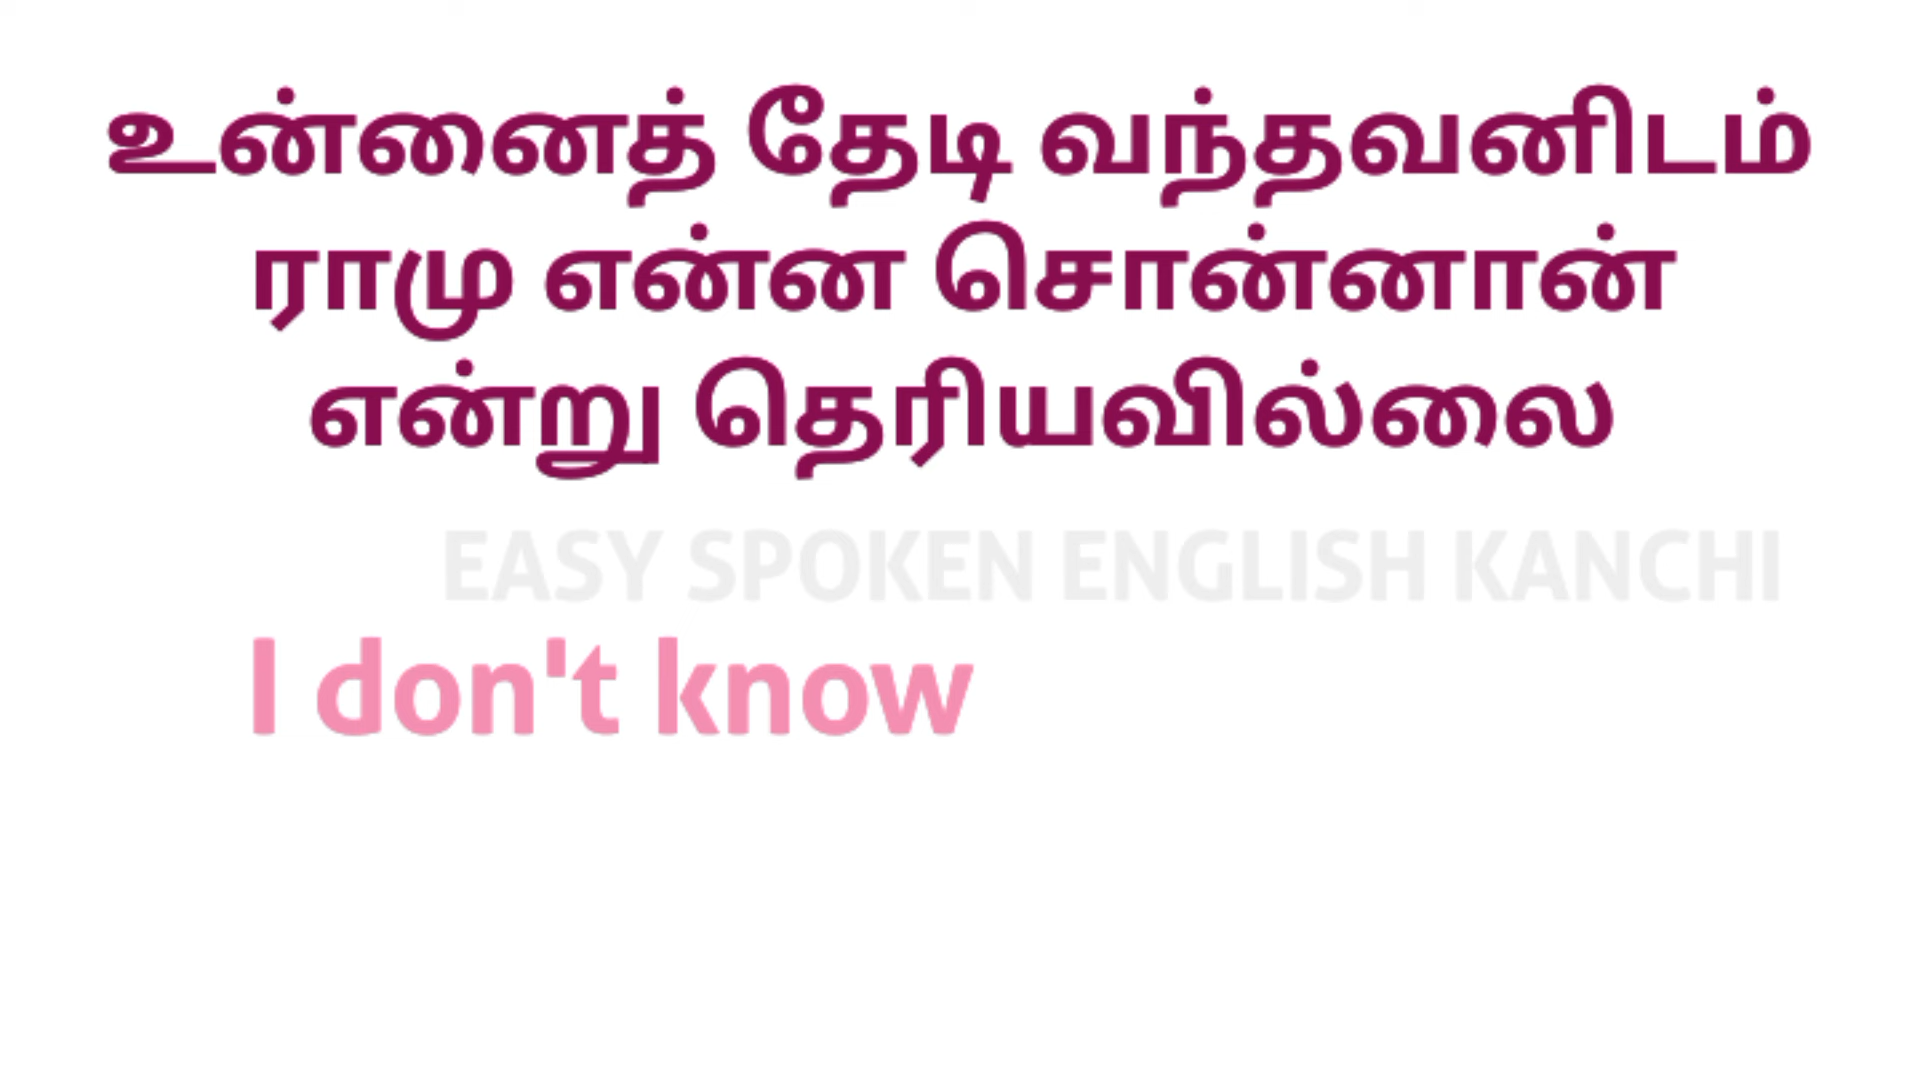 உன்னைத் தேடி வந்தவனிடம்
ராமு என்ன சொன்னான்
என்று தெரியவில்லை
EASY SPOKEN ENGLISH KANCHI
I don't know